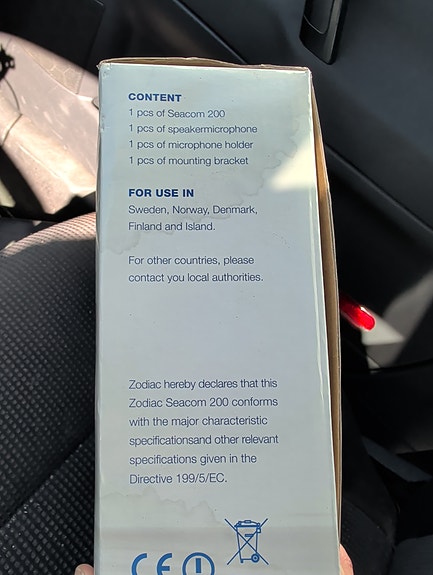 CONTENT
1 pcs of Seacom 200
1 pcs of speakermicrophone
1 pcs of microphone holder
1 pcs of mounting bracket
FOR USE IN
Sweden, Norway, Denmark,
Finland and Island.
For other countries, please
contact you local authorities.
Zodiac hereby declares that this
Zodiac Seacom 200 conforms
with the major characteristic
specificationsand other relevant
specifications given in the
Directive 199/5/EC.
CE